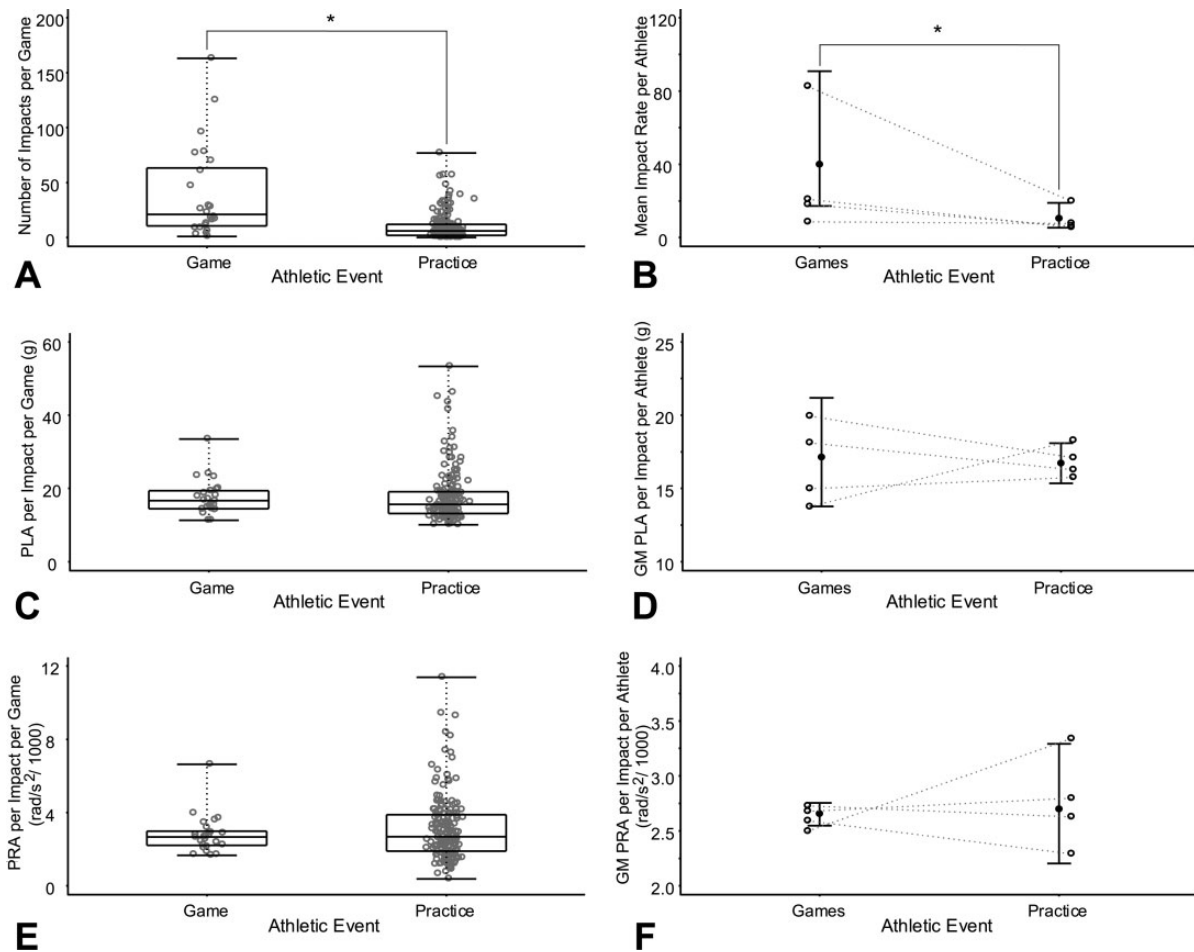 200
150
100
50
0
Number of Impacts per Game
*
Game
Practice
Athletic Event
A
120
80
40
0
Mean Impact Rate per Athlete
*
Games
Practice
Athletic Event
B
60
40
20
0
PLA per Impact per Game (g)
Game
Practice
Athletic Event
C
25
20
15
10
GM PLA per Impact per Athlete (g)
Games
Practice
Athletic Event
D
12
8
4
0
PRA per Impact per Game
(rad/s²/ 1000)
Game
Practice
Athletic Event
E
4.0
3.5
3.0
2.5
2.0
GM PRA per Impact per Athlete
(rad/s²/ 1000)
Games
Practice
Athletic Event
F